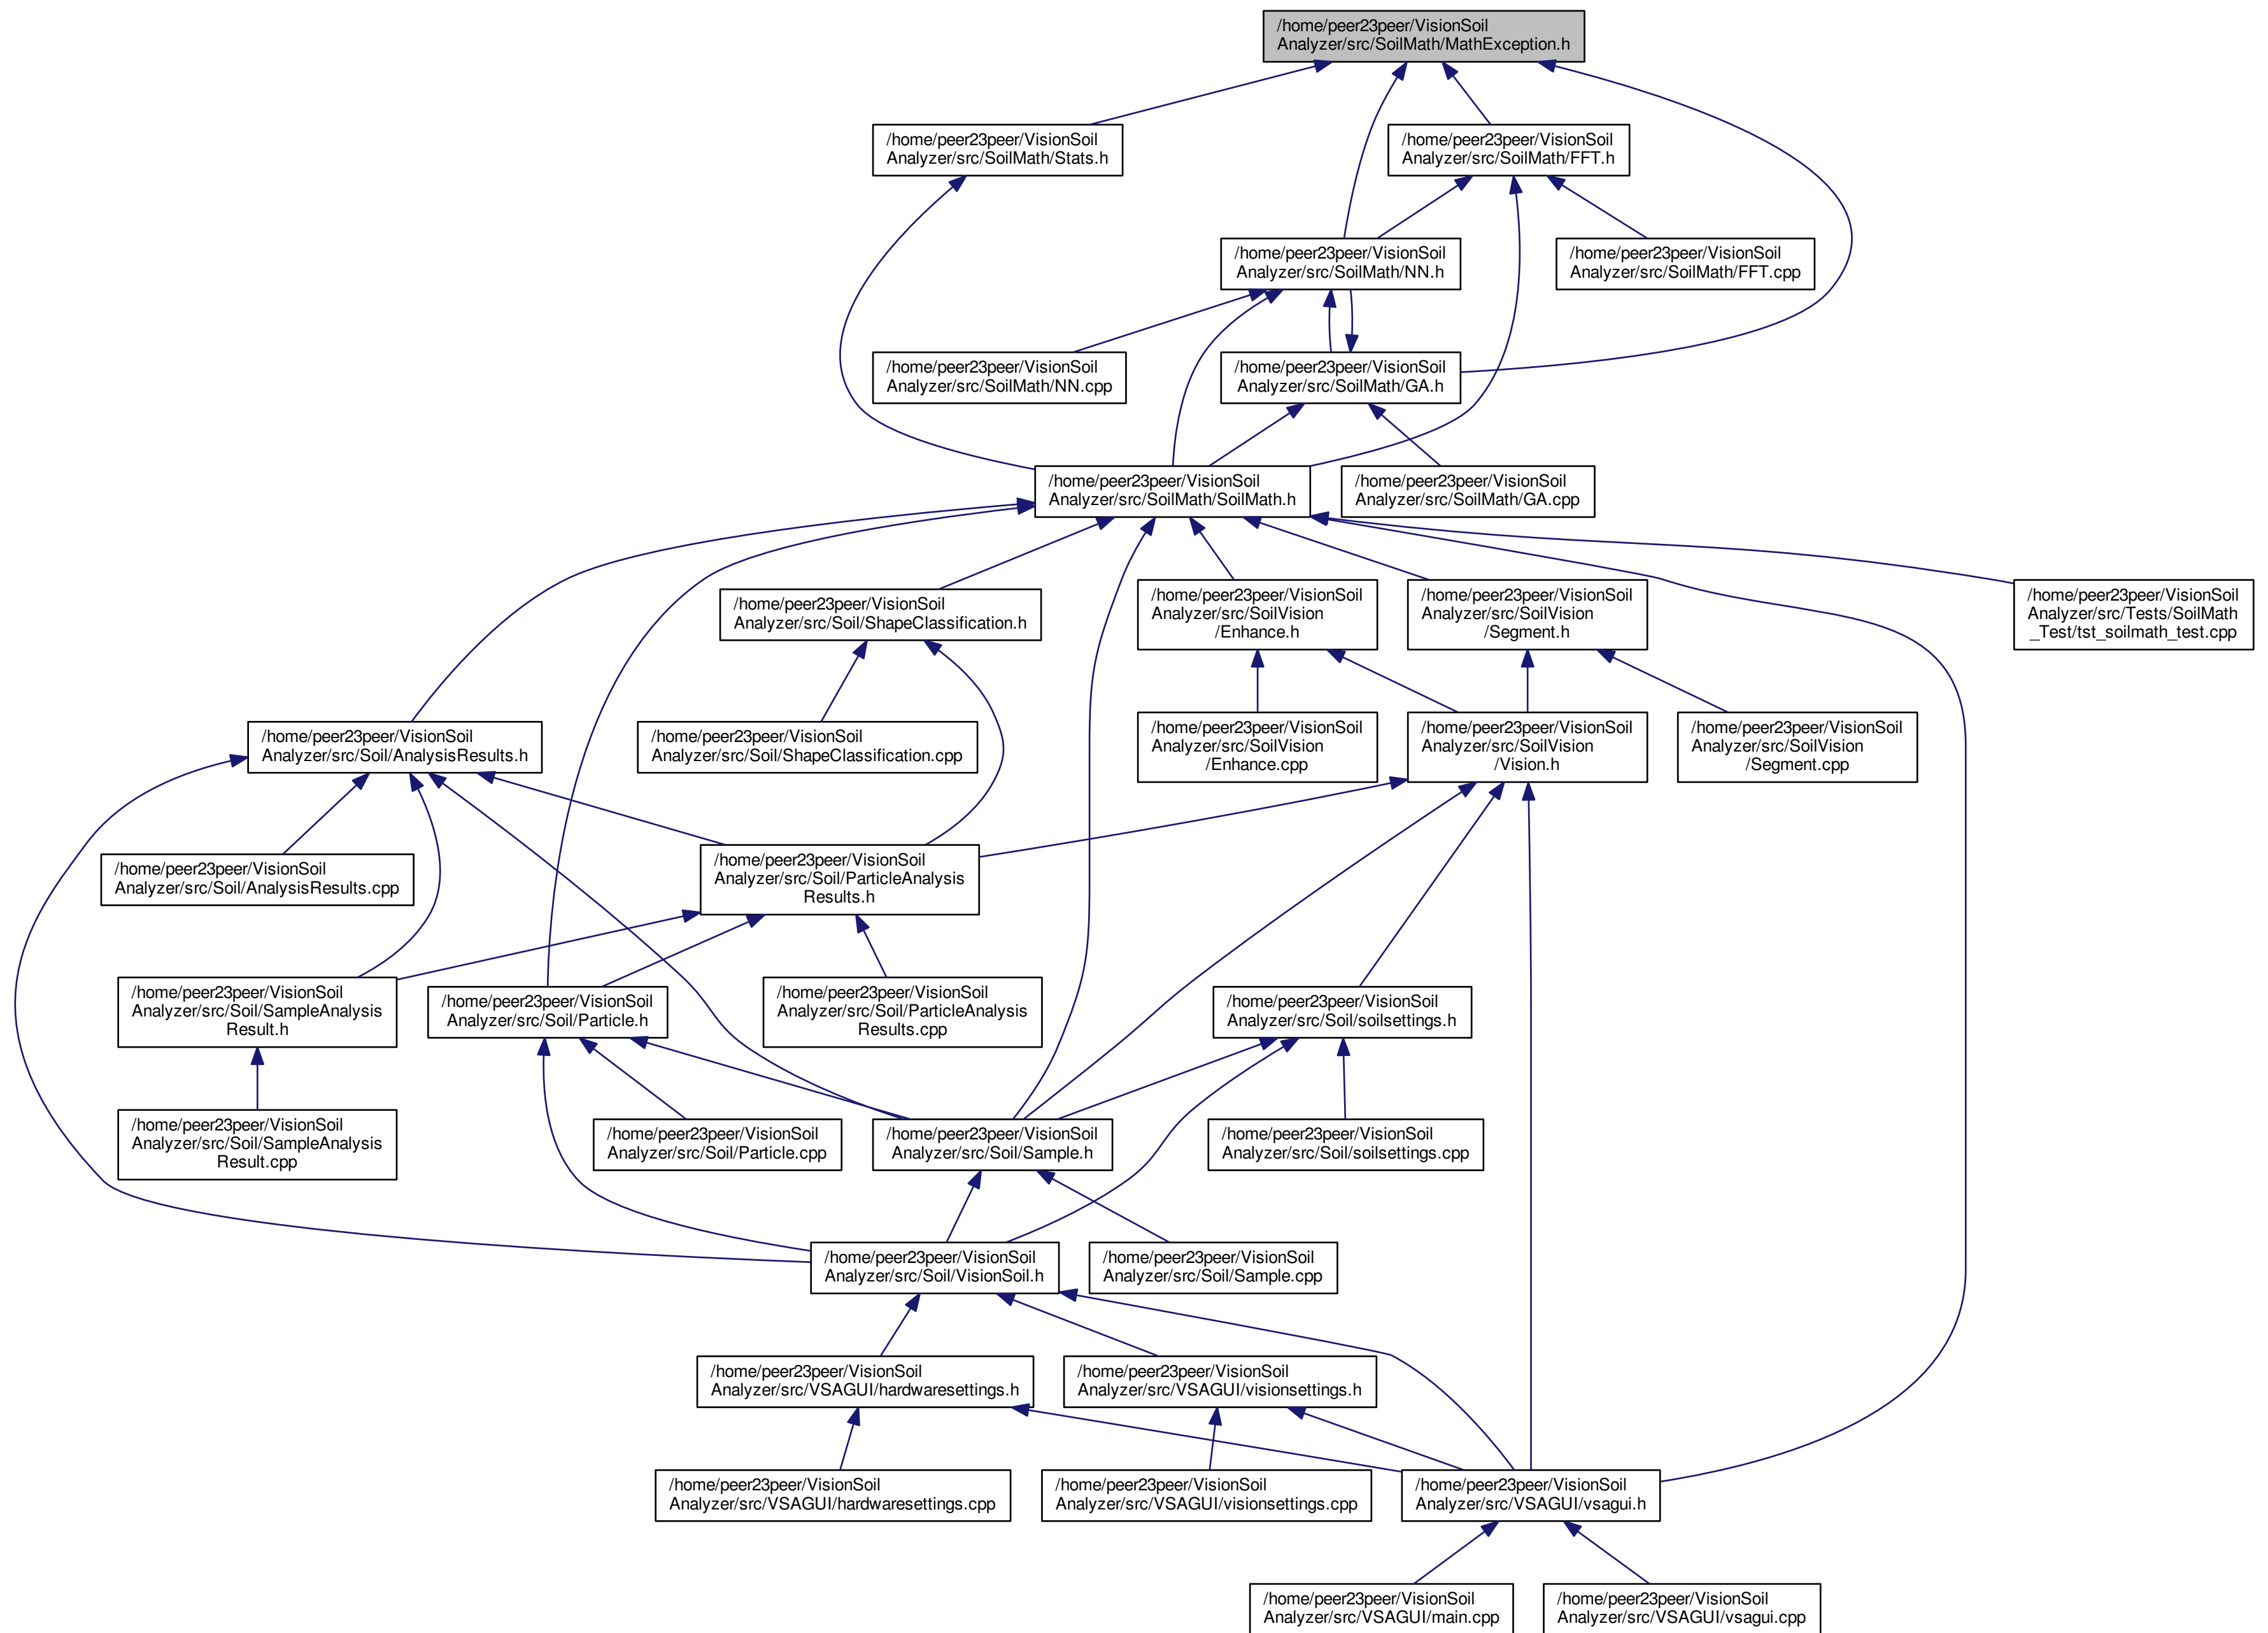 /home/peer23peer/VisionSoil
Analyzer/src/SoilMath/MathException.h
/home/peer23peer/VisionSoil
Analyzer/src/SoilMath/Stats.h
/home/peer23peer/VisionSoil
Analyzer/src/SoilMath/FFT.h
/home/peer23peer/VisionSoil
Analyzer/src/SoilMath/NN.h
/home/peer23peer/VisionSoil
Analyzer/src/SoilMath/FFT.cpp
/home/peer23peer/VisionSoil
Analyzer/src/SoilMath/NN.cpp
/home/peer23peer/VisionSoil
Analyzer/src/SoilMath/GA.h
/home/peer23peer/VisionSoil
Analyzer/src/SoilMath/SoilMath.h
/home/peer23peer/VisionSoil
Analyzer/src/SoilMath/GA.cpp
/home/peer23peer/VisionSoil
Analyzer/src/Soil/ShapeClassification.h
/home/peer23peer/VisionSoil
Analyzer/src/SoilVision
/Enhance.h
/home/peer23peer/VisionSoil
Analyzer/src/SoilVision
/Segment.h
/home/peer23peer/VisionSoil
Analyzer/src/Tests/SoilMath
_Test/tst_soilmath_test.cpp
/home/peer23peer/VisionSoil
Analyzer/src/Soil/AnalysisResults.h
/home/peer23peer/VisionSoil
Analyzer/src/Soil/ShapeClassification.cpp
/home/peer23peer/VisionSoil
Analyzer/src/SoilVision
/Enhance.cpp
/home/peer23peer/VisionSoil
Analyzer/src/SoilVision
/Vision.h
/home/peer23peer/VisionSoil
Analyzer/src/SoilVision
/Segment.cpp
/home/peer23peer/VisionSoil
Analyzer/src/Soil/AnalysisResults.cpp
/home/peer23peer/VisionSoil
Analyzer/src/Soil/ParticleAnalysis
Results.h
/home/peer23peer/VisionSoil
Analyzer/src/Soil/SampleAnalysis
Result.h
/home/peer23peer/VisionSoil
Analyzer/src/Soil/Particle.h
/home/peer23peer/VisionSoil
Analyzer/src/Soil/ParticleAnalysis
Results.cpp
/home/peer23peer/VisionSoil
Analyzer/src/Soil/soilsettings.h
/home/peer23peer/VisionSoil
Analyzer/src/Soil/SampleAnalysis
Result.cpp
/home/peer23peer/VisionSoil
Analyzer/src/Soil/Particle.cpp
/home/peer23peer/VisionSoil
Analyzer/src/Soil/Sample.h
/home/peer23peer/VisionSoil
Analyzer/src/Soil/soilsettings.cpp
/home/peer23peer/VisionSoil
Analyzer/src/Soil/VisionSoil.h
/home/peer23peer/VisionSoil
Analyzer/src/Soil/Sample.cpp
/home/peer23peer/VisionSoil
Analyzer/src/VSAGUI/hardwaresettings.h
/home/peer23peer/VisionSoil
Analyzer/src/VSAGUI/visionsettings.h
/home/peer23peer/VisionSoil
Analyzer/src/VSAGUI/hardwaresettings.cpp
/home/peer23peer/VisionSoil
Analyzer/src/VSAGUI/visionsettings.cpp
/home/peer23peer/VisionSoil
Analyzer/src/VSAGUI/vsagui.h
/home/peer23peer/VisionSoil
Analyzer/src/VSAGUI/main.cpp
/home/peer23peer/VisionSoil
Analyzer/src/VSAGUI/vsagui.cpp